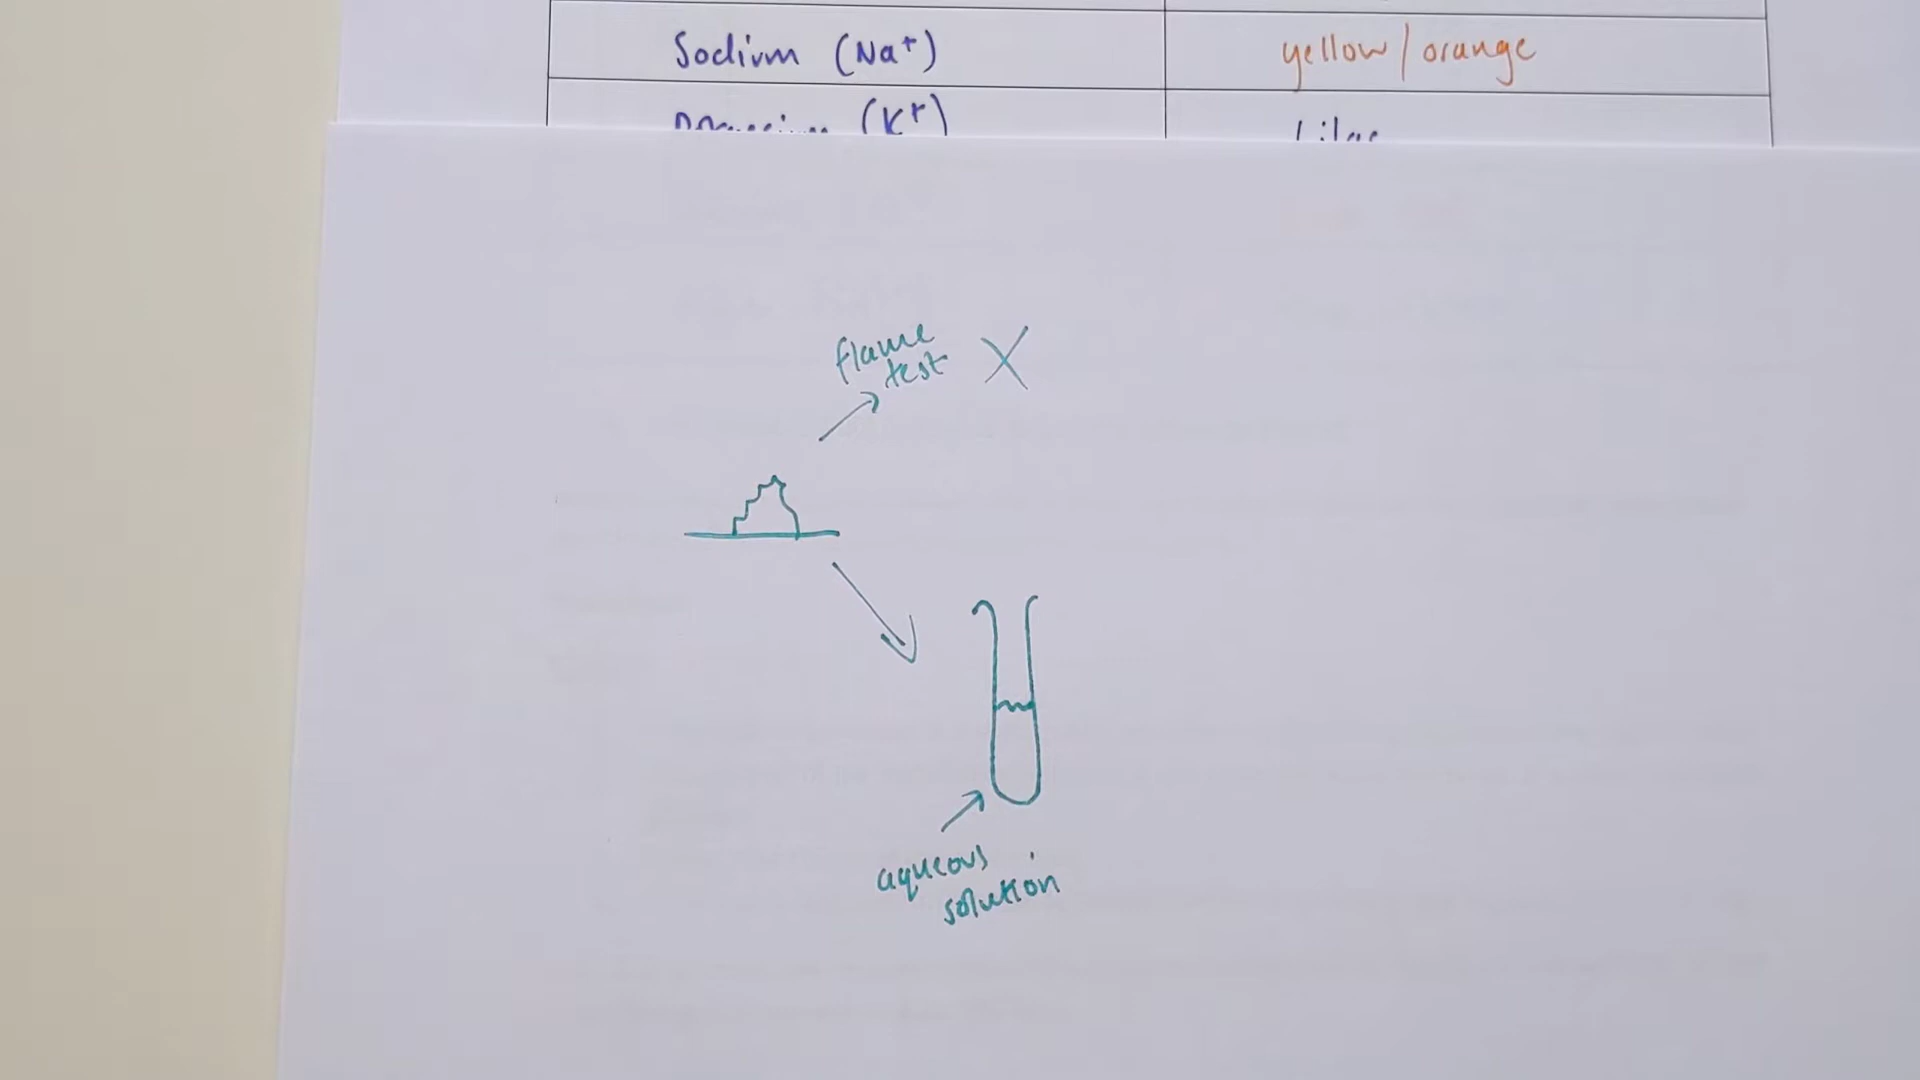 Sodium (Na⁺)
yellow / orange
(K⁺)
flame
test X
aqueous
solution